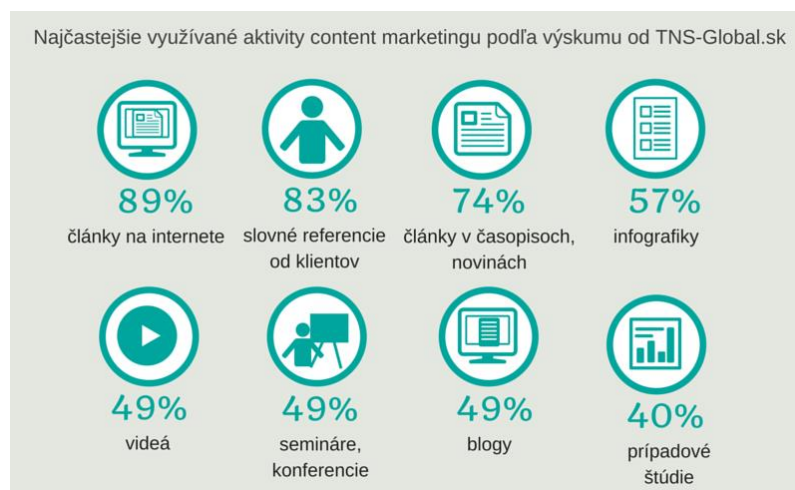 Najčastejšie využívané aktivity content marketingu podľa výskumu od TNS-Global.sk
89%
články na internete
83%
slovné referencie
od klientov
74%
články v časopisoch,
novinách
57%
infografiky
49%
videá
49%
semináre,
konferencie
49%
blogy
40%
prípadové
štúdie